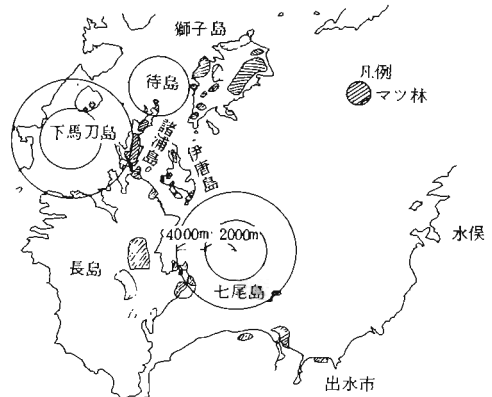 獅子島
待島
凡例
マツ林
下馬刀島
諸浦島
伊唐島
4000m 2000m
水俣
長島
七尾島
出水市